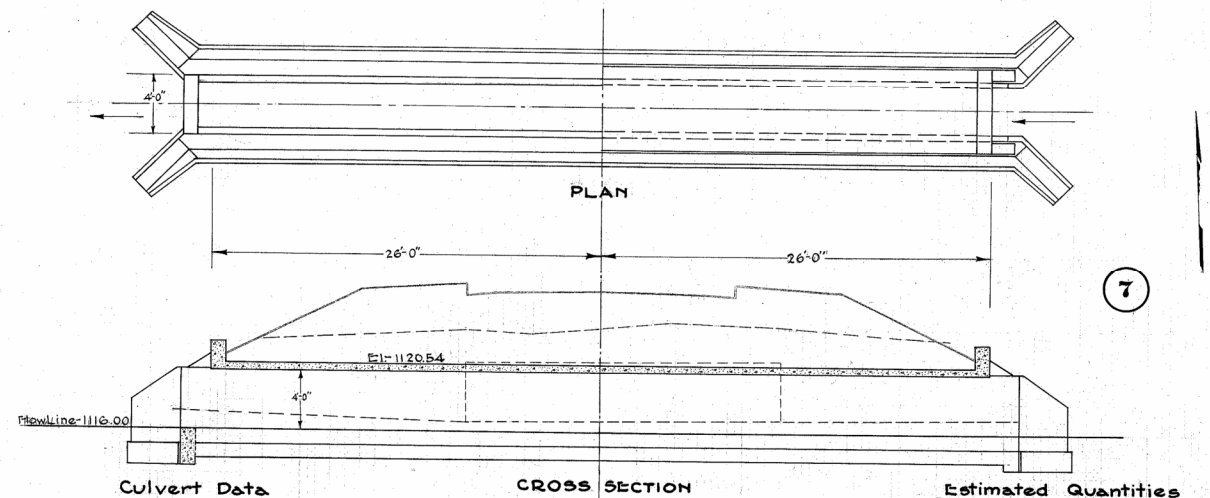 4'-0"
PLAN
26'-0" 26'-0"
7
El-1120.54
4'-0"
FlowLine-1116.00
Culvert Data CROSS SECTION Estimated Quantities